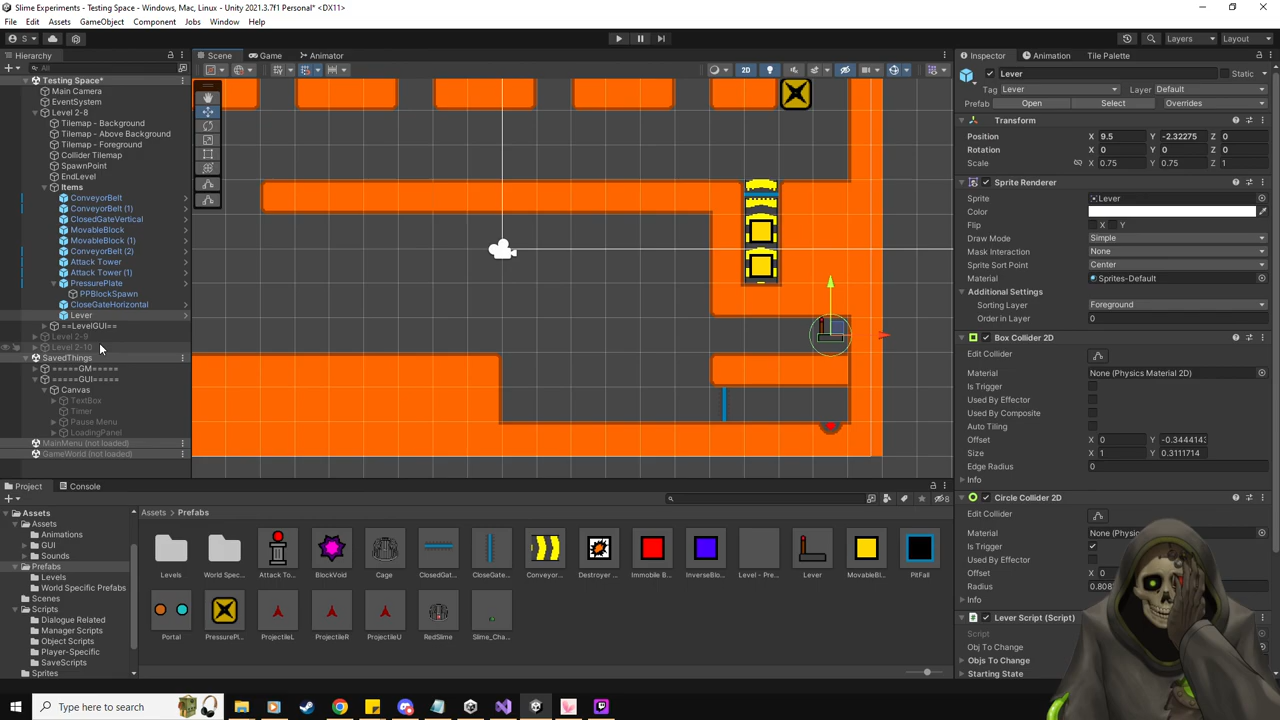 Slime Experiments - Testing Space - Windows, Mac, Linux - Unity 2021.3.7f1 Personal* <DX11>
File Edit Assets GameObject Component Jobs Window Help
S Layers Layout
Hierarchy Scene Game Animator Inspector Animation Tile Palette
All 2D
Testing Space*
Main Camera
EventSystem
Level 2-8
Tilemap - Background
Tilemap - Above Background
Tilemap - Foreground
Collider Tilemap
SpawnPoint
EndLevel
Items
ConveyorBelt
ConveyorBelt (1)
ClosedGateVertical
MovableBlock
MovableBlock (1)
ConveyorBelt (2)
Attack Tower
Attack Tower (1)
PressurePlate
PPBlockSpawn
CloseGateHorizontal
Lever
==LevelGUI==
Level 2-9
Level 2-10
SavedThings
=====GM=====
=====GUI=====
Canvas
TextBox
Timer
Pause Menu
LoadingPanel
MainMenu (not loaded)
GameWorld (not loaded)
Lever Static
Tag Lever Layer Default
Prefab Open Select Overrides
Transform
Position X 9.5 Y -2.32275 Z 0
Rotation X 0 Y 0 Z 0
Scale X 0.75 Y 0.75 Z 1
Sprite Renderer
Sprite Lever
Color
Flip X Y
Draw Mode Simple
Mask Interaction None
Sprite Sort Point Center
Material Sprites-Default
Additional Settings
Sorting Layer Foreground
Order in Layer 0
Box Collider 2D
Edit Collider
Material None (Physics Material 2D)
Is Trigger
Used By Effector
Used By Composite
Auto Tiling
Offset X 0 Y -0.344414
Size X 1 Y 0.3111714
Edge Radius 0
Info
Circle Collider 2D
Edit Collider
Material None (Physics
Is Trigger
Used By Effector
Offset X 0
Radius 0.808
Info
Lever Script (Script)
Script
Obj To Change
Objs To Change
Starting State
Project Console
8
Assets
Assets
Animations
GUI
Sounds
Prefabs
Levels
World Specific Prefabs
Scenes
Scripts
Dialogue Related
Manager Scripts
Object Scripts
Player-Specific
SaveScripts
Sprites
Assets > Prefabs
Levels World Spec... Attack To... BlockVoid Cage ClosedGat... CloseGate... Conveyor... Destroyer ... Immobile B... InverseBlo... Level - Pre... Lever MovableBl... PitFall
Portal PressurePl... ProjectileL ProjectileR ProjectileU RedSlime Slime_Cha...
Type here to search